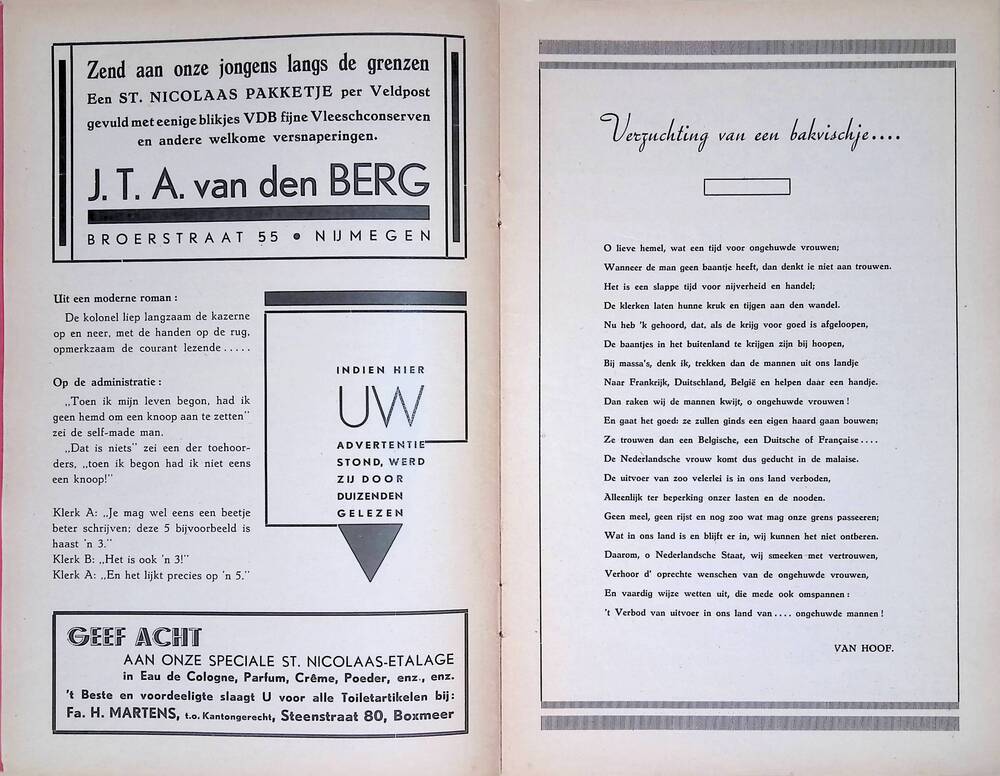 Zend aan onze jongens langs de grenzen
Een ST. NICOLAAS PAKKETJE per Veldpost
gevuld met eenige blikjes VDB fijne Vleeschconserven
en andere welkome versnaperingen.
J. T. A. van den BERG
BROERSTRAAT 55 ● NIJMEGEN
Uit een moderne roman :
De kolonel liep langzaam de kazerne
op en neer, met de handen op de rug,
opmerkzaam de courant lezende . . . . .
Op de administratie :
„Toen ik mijn leven begon, had ik
geen hemd om een knoop aan te zetten"
zei de self-made man.
„Dat is niets" zei een der toehoor-
ders, „toen ik begon had ik niet eens
een knoop!"
Klerk A: „Je mag wel eens een beetje
beter schrijven; deze 5 bijvoorbeeld is
haast 'n 3."
Klerk B: „Het is ook 'n 3!"
Klerk A: „En het lijkt precies op 'n 5."
INDIEN HIER
UW
ADVERTENTIE
STOND, WERD
ZIJ DOOR
DUIZENDEN
GELEZEN
GEEF ACHT
AAN ONZE SPECIALE ST. NICOLAAS-ETALAGE
in Eau de Cologne, Parfum, Crême, Poeder, enz., enz.
't Beste en voordeeligte slaagt U voor alle Toiletartikelen bij:
Fa. H. MARTENS, t.o. Kantongerecht, Steenstraat 80, Boxmeer
Verzuchting van een bakvischje....
O lieve hemel, wat een tijd voor ongehuwde vrouwen;
Wanneer de man geen baantje heeft, dan denkt ie niet aan trouwen.
Het is een slappe tijd voor nijverheid en handel;
De klerken laten hunne kruk en tijgen aan den wandel.
Nu heb 'k gehoord, dat, als de krijg voor goed is afgeloopen,
De baantjes in het buitenland te krijgen zijn bij hoopen,
Bij massa's, denk ik, trekken dan de mannen uit ons landje
Naar Frankrijk, Duitschland, België en helpen daar een handje.
Dan raken wij de mannen kwijt, o ongehuwde vrouwen !
En gaat het goed: ze zullen ginds een eigen haard gaan bouwen;
Ze trouwen dan een Belgische, een Duitsche of Française....
De Nederlandsche vrouw komt dus geducht in de malaise.
De uitvoer van zoo velerlei is in ons land verboden,
Alleenlijk ter beperking onzer lasten en de nooden.
Geen meel, geen rijst en nog zoo wat mag onze grens passeeren;
Wat in ons land is en blijft er in, wij kunnen het niet ontberen.
Daarom, o Nederlandsche Staat, wij smeeken met vertrouwen,
Verhoor d' oprechte wenschen van de ongehuwde vrouwen,
En vaardig wijze wetten uit, die mede ook omspannen :
't Verbod van uitvoer in ons land van.... ongehuwde mannen !
VAN HOOF.